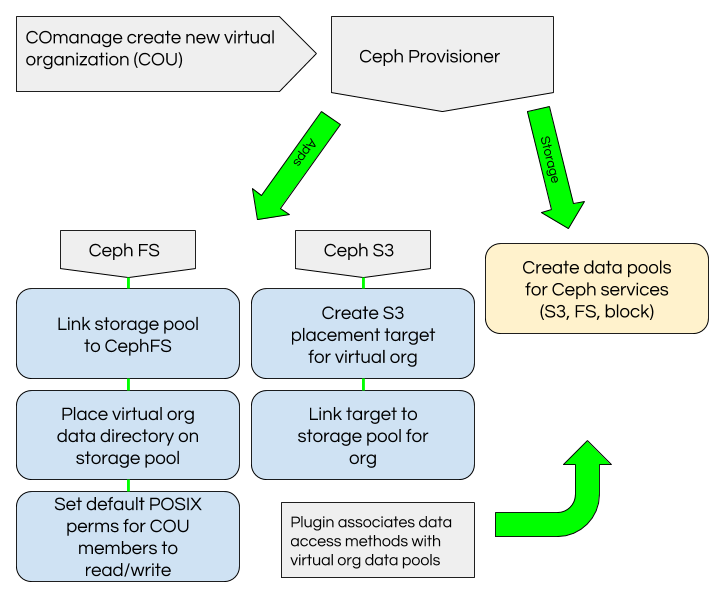 COmanage create new virtual
organization (COU)
Ceph Provisioner
Apps
Storage
Ceph FS
Ceph S3
Create data pools
for Ceph services
(S3, FS, block)
Link storage pool
to CephFS
Create S3
placement target
for virtual org
Place virtual org
data directory on
storage pool
Link target to
storage pool for
org
Set default POSIX
perms for COU
members to
read/write
Plugin associates data
access methods with
virtual org data pools